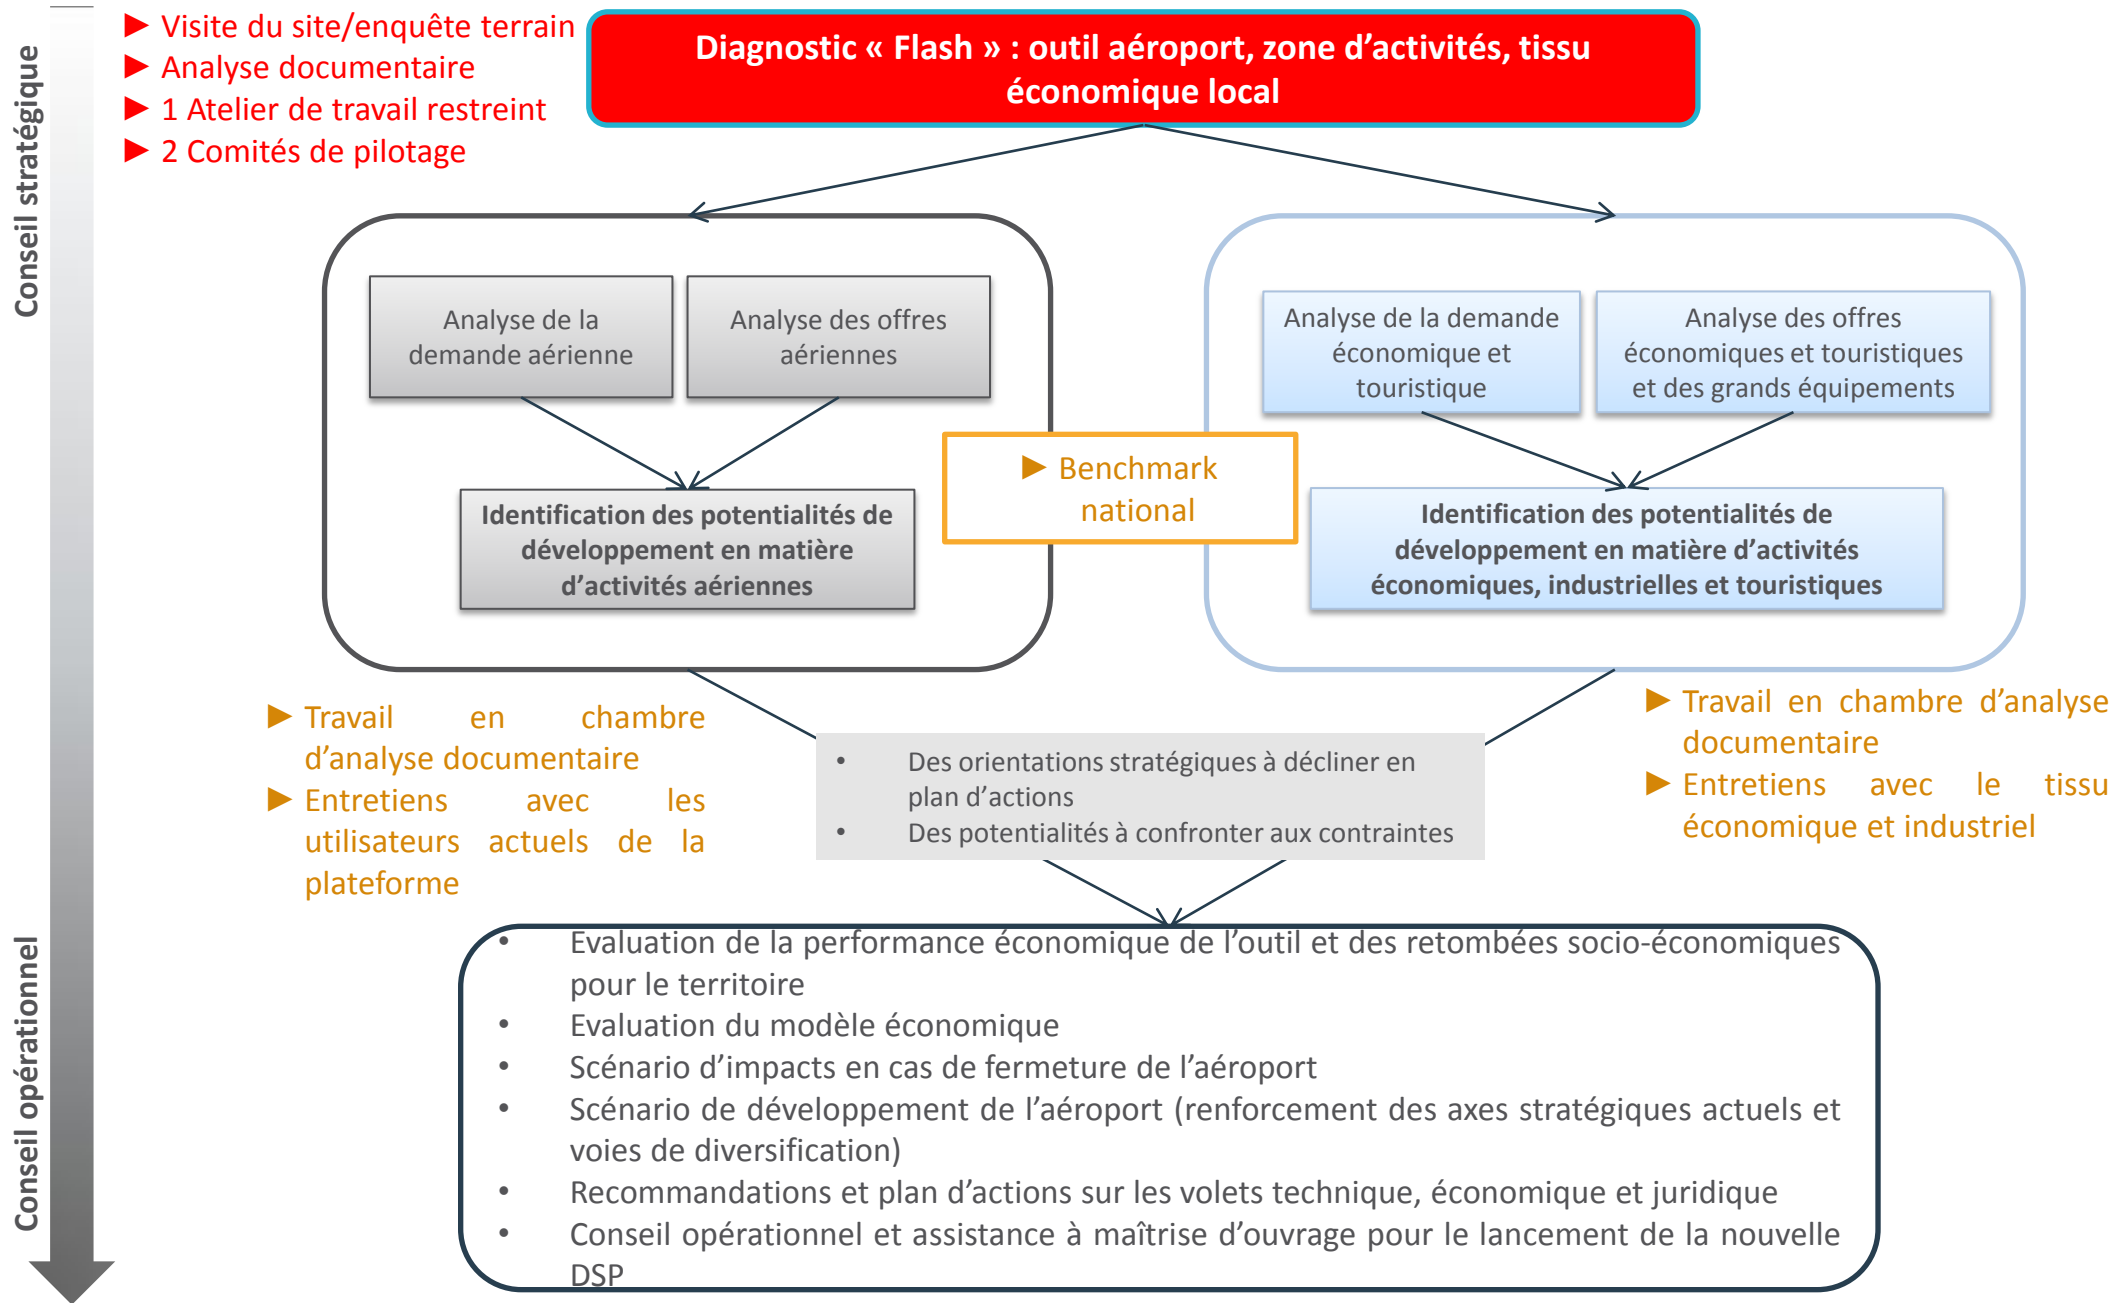 Conseil stratégique
► Visite du site/enquête terrain
► Analyse documentaire
► 1 Atelier de travail restreint
► 2 Comités de pilotage
Diagnostic « Flash » : outil aéroport, zone d’activités, tissu
économique local
Analyse de la
demande aérienne
Analyse des offres
aériennes
Identification des potentialités de
développement en matière
d’activités aériennes
► Benchmark
national
Analyse de la demande
économique et
touristique
Analyse des offres
économiques et touristiques
et des grands équipements
Identification des potentialités de
développement en matière d’activités
économiques, industrielles et touristiques
► Travail en chambre
d’analyse documentaire
► Entretiens avec les
utilisateurs actuels de la
plateforme
• Des orientations stratégiques à décliner en
plan d’actions
• Des potentialités à confronter aux contraintes
► Travail en chambre d’analyse
documentaire
► Entretiens avec le tissu
économique et industriel
Conseil opérationnel
• Evaluation de la performance économique de l’outil et des retombées socio-économiques
pour le territoire
• Evaluation du modèle économique
• Scénario d’impacts en cas de fermeture de l’aéroport
• Scénario de développement de l’aéroport (renforcement des axes stratégiques actuels et
voies de diversification)
• Recommandations et plan d’actions sur les volets technique, économique et juridique
• Conseil opérationnel et assistance à maîtrise d’ouvrage pour le lancement de la nouvelle
DSP